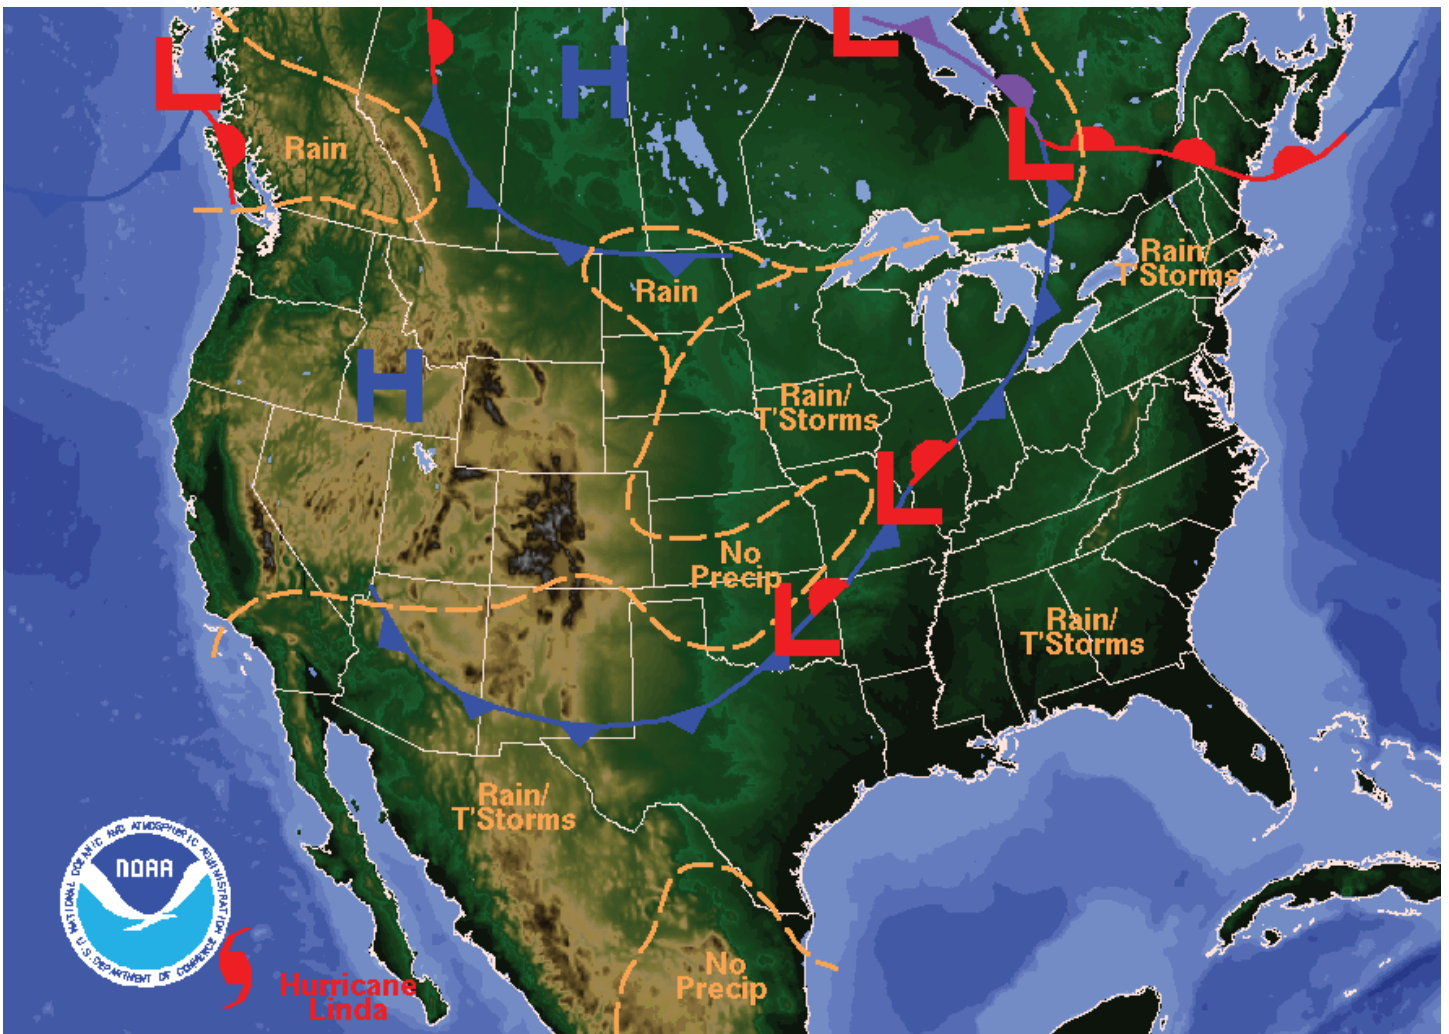 L
L
H
L
Rain
Rain/
T'Storms
Rain
H
Rain/
T'Storms
L
No
Precip
L
Rain/
T'Storms
Rain/
T'Storms
NATIONAL OCEANIC AND ATMOSPHERIC ADMINISTRATION
NOAA
U.S. DEPARTMENT OF COMMERCE
No
Precip
Hurricane
Linda